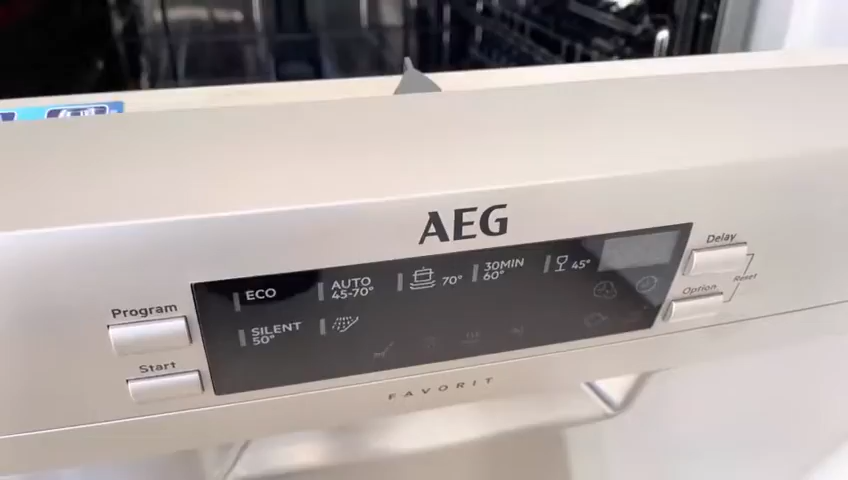 AEG
Program
ECO
AUTO
45-70°
70°
30MIN
60°
45°
Delay
Reset
Option
Start
SILENT
50°
FAVORIT